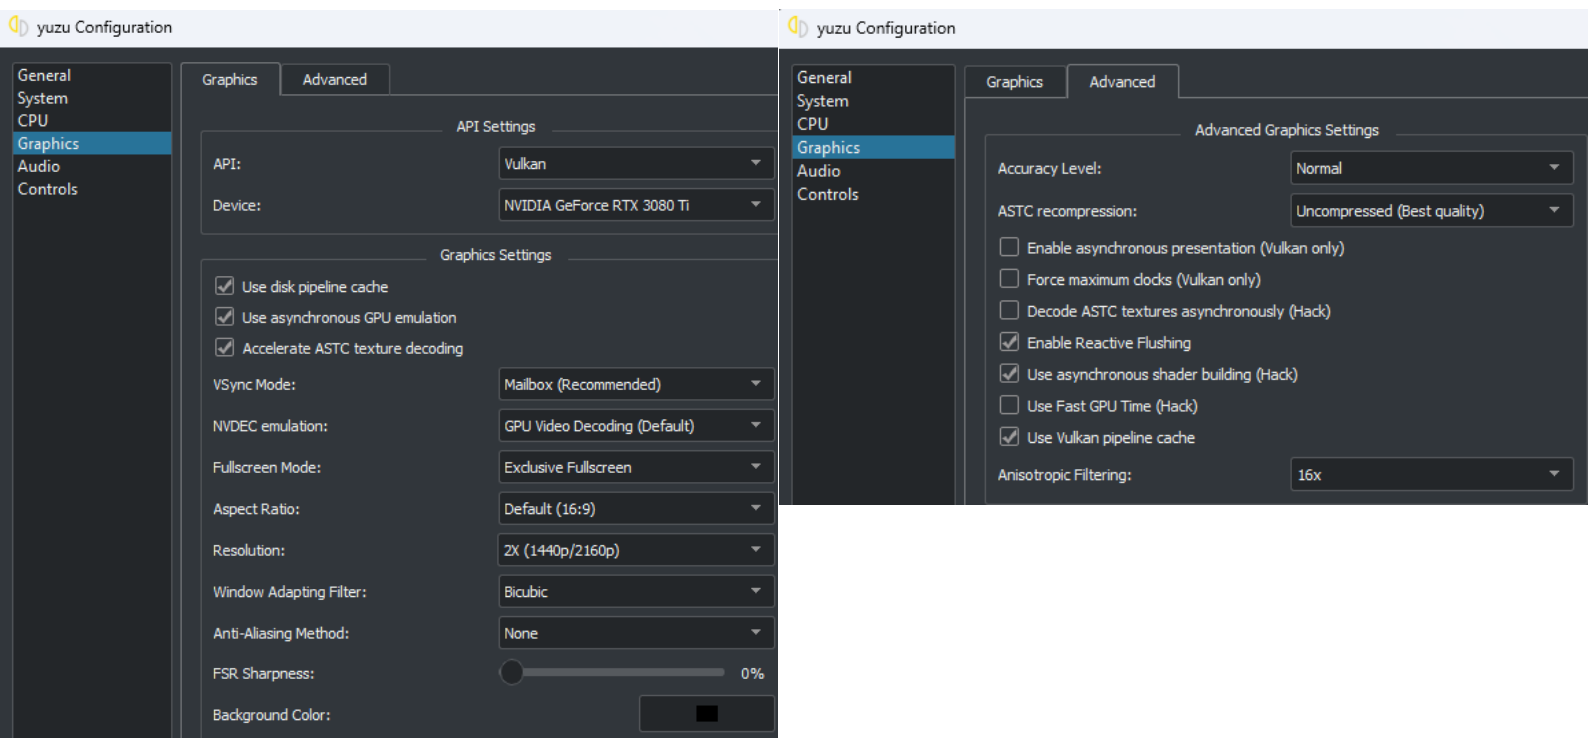 yuzu Configuration
General
System
CPU
Graphics
Audio
Controls
Graphics Advanced
API Settings
API: Vulkan
Device: NVIDIA GeForce RTX 3080 Ti
Graphics Settings
Use disk pipeline cache
Use asynchronous GPU emulation
Accelerate ASTC texture decoding
VSync Mode: Mailbox (Recommended)
NVDEC emulation: GPU Video Decoding (Default)
Fullscreen Mode: Exclusive Fullscreen
Aspect Ratio: Default (16:9)
Resolution: 2X (1440p/2160p)
Window Adapting Filter: Bicubic
Anti-Aliasing Method: None
FSR Sharpness: 0%
Background Color:
yuzu Configuration
General
System
CPU
Graphics
Audio
Controls
Graphics Advanced
Advanced Graphics Settings
Accuracy Level: Normal
ASTC recompression: Uncompressed (Best quality)
Enable asynchronous presentation (Vulkan only)
Force maximum clocks (Vulkan only)
Decode ASTC textures asynchronously (Hack)
Enable Reactive Flushing
Use asynchronous shader building (Hack)
Use Fast GPU Time (Hack)
Use Vulkan pipeline cache
Anisotropic Filtering: 16x